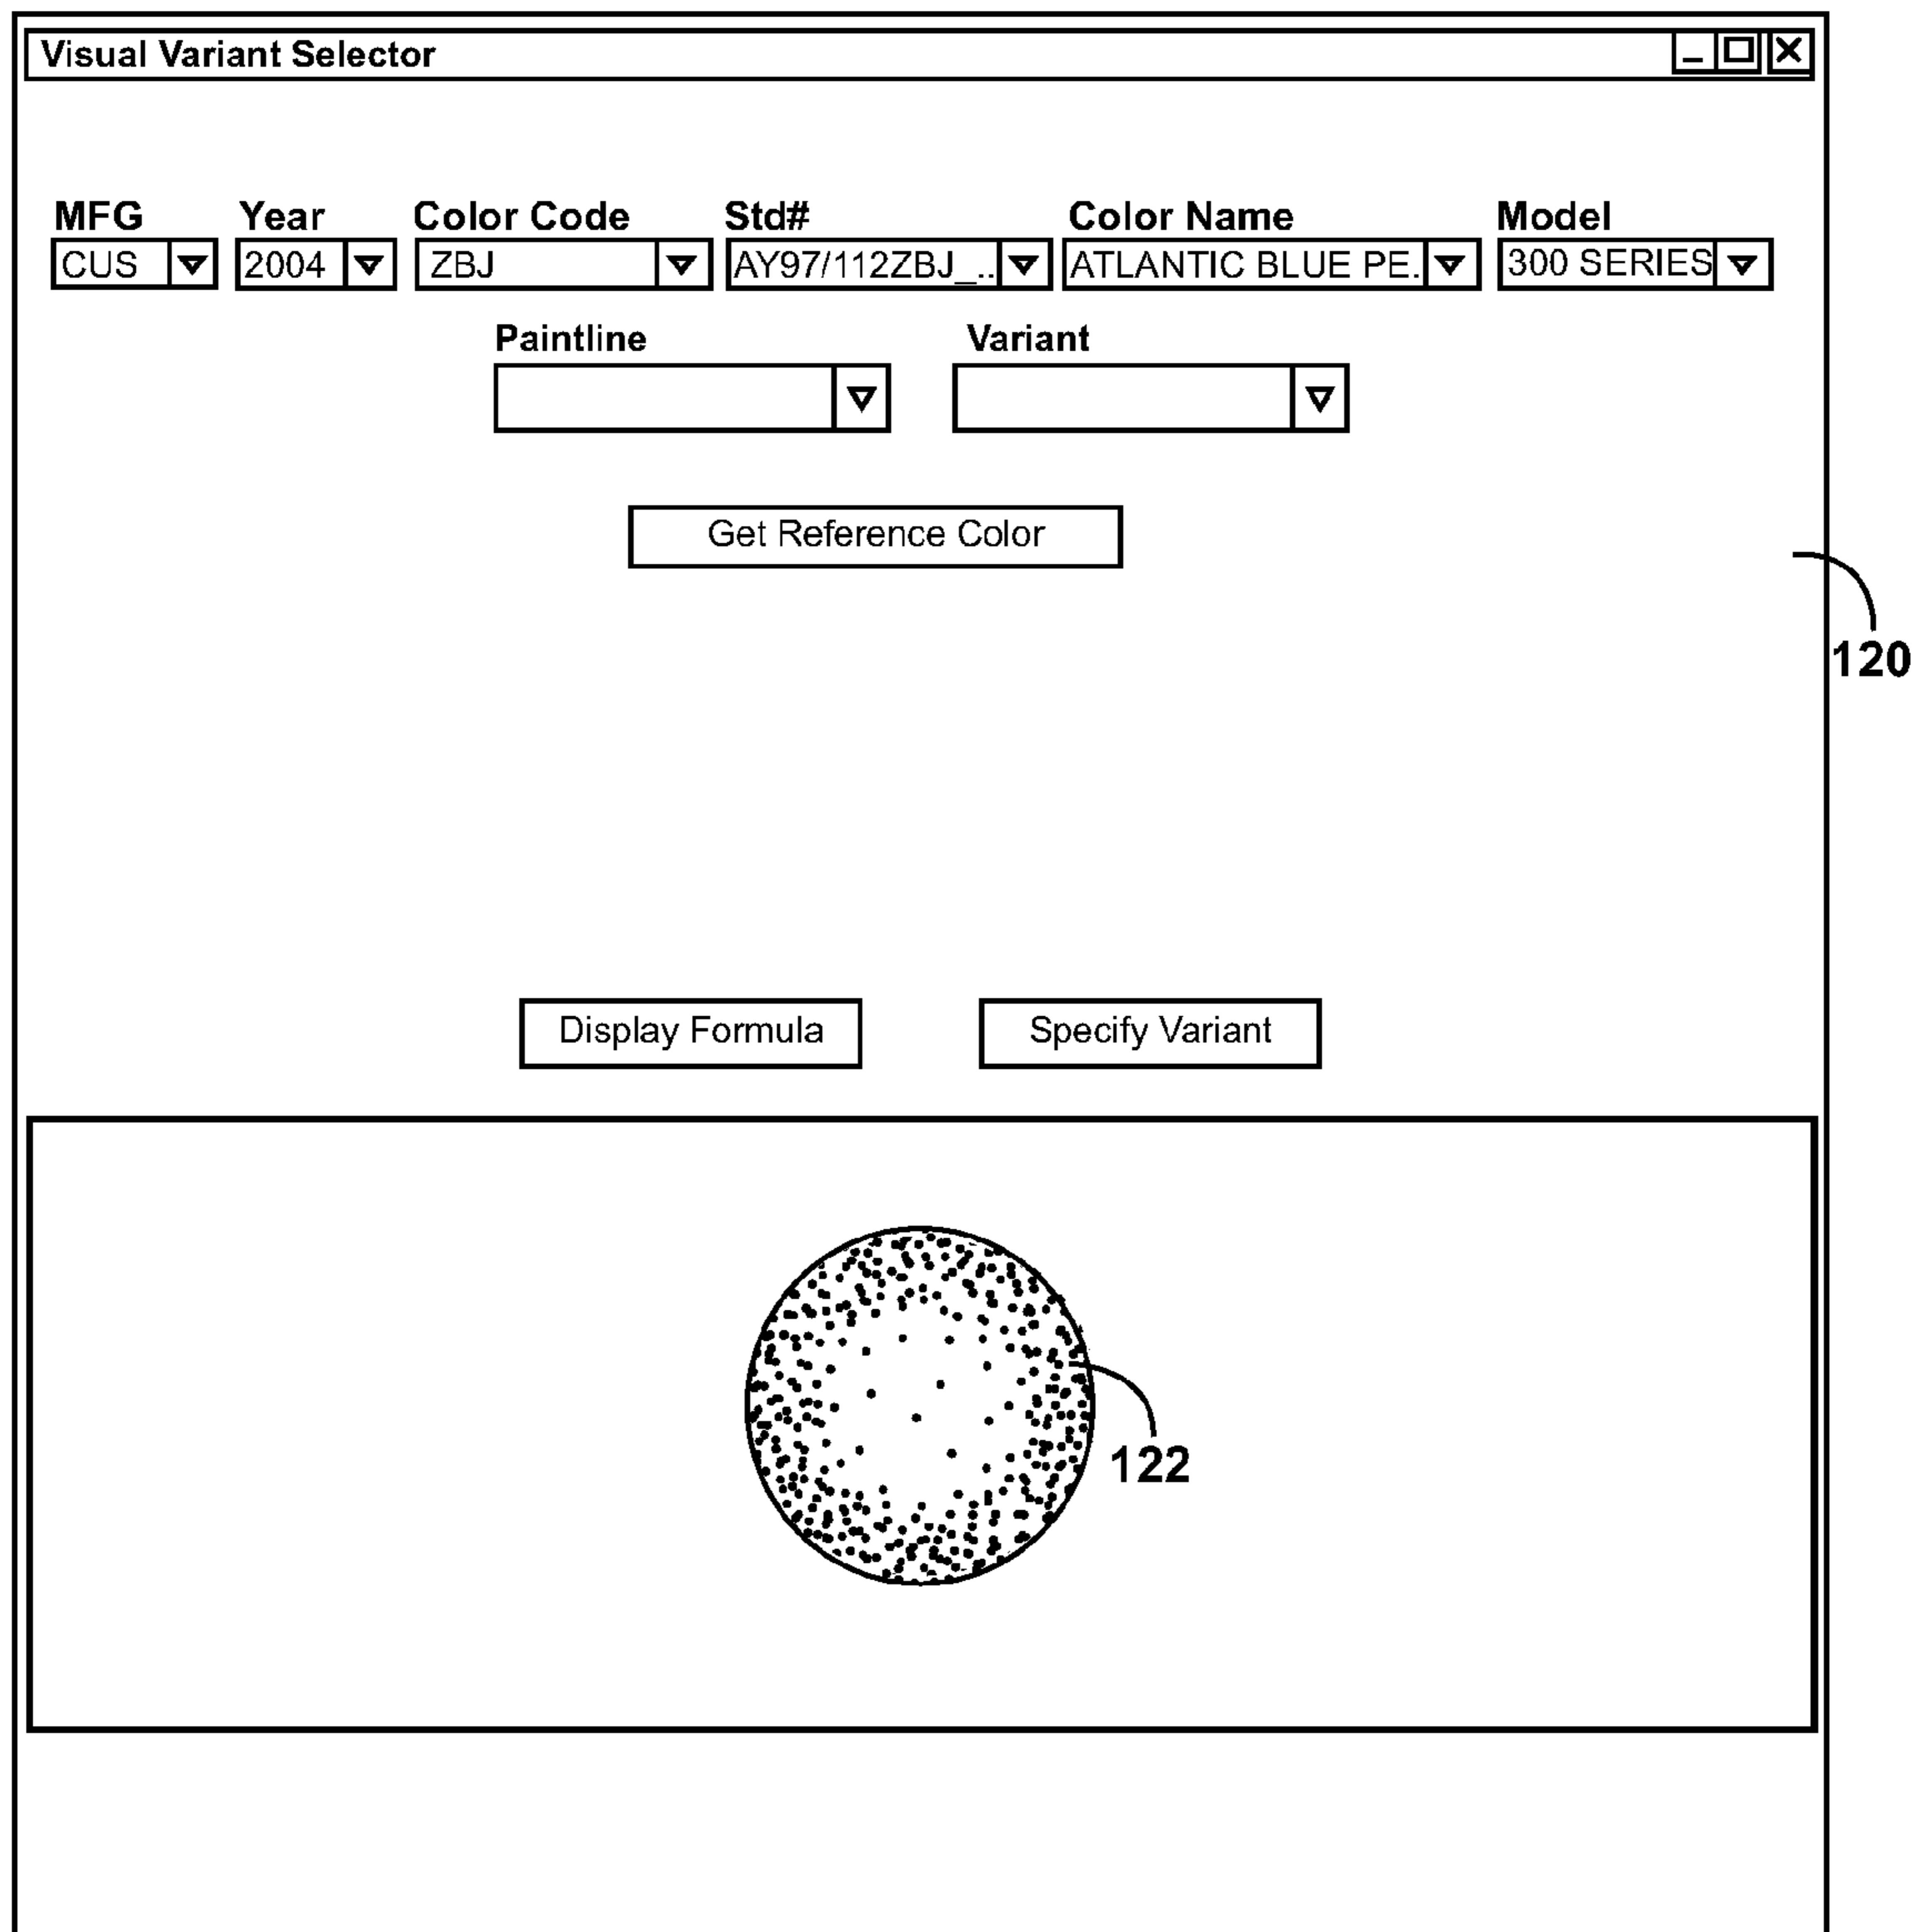 Visual Variant Selector
MFG Year Color Code Std# Color Name Model
CUS 2004 ZBJ AY97/112ZBJ_.. ATLANTIC BLUE PE. 300 SERIES
Paintline Variant
Get Reference Color
120
Display Formula Specify Variant
122